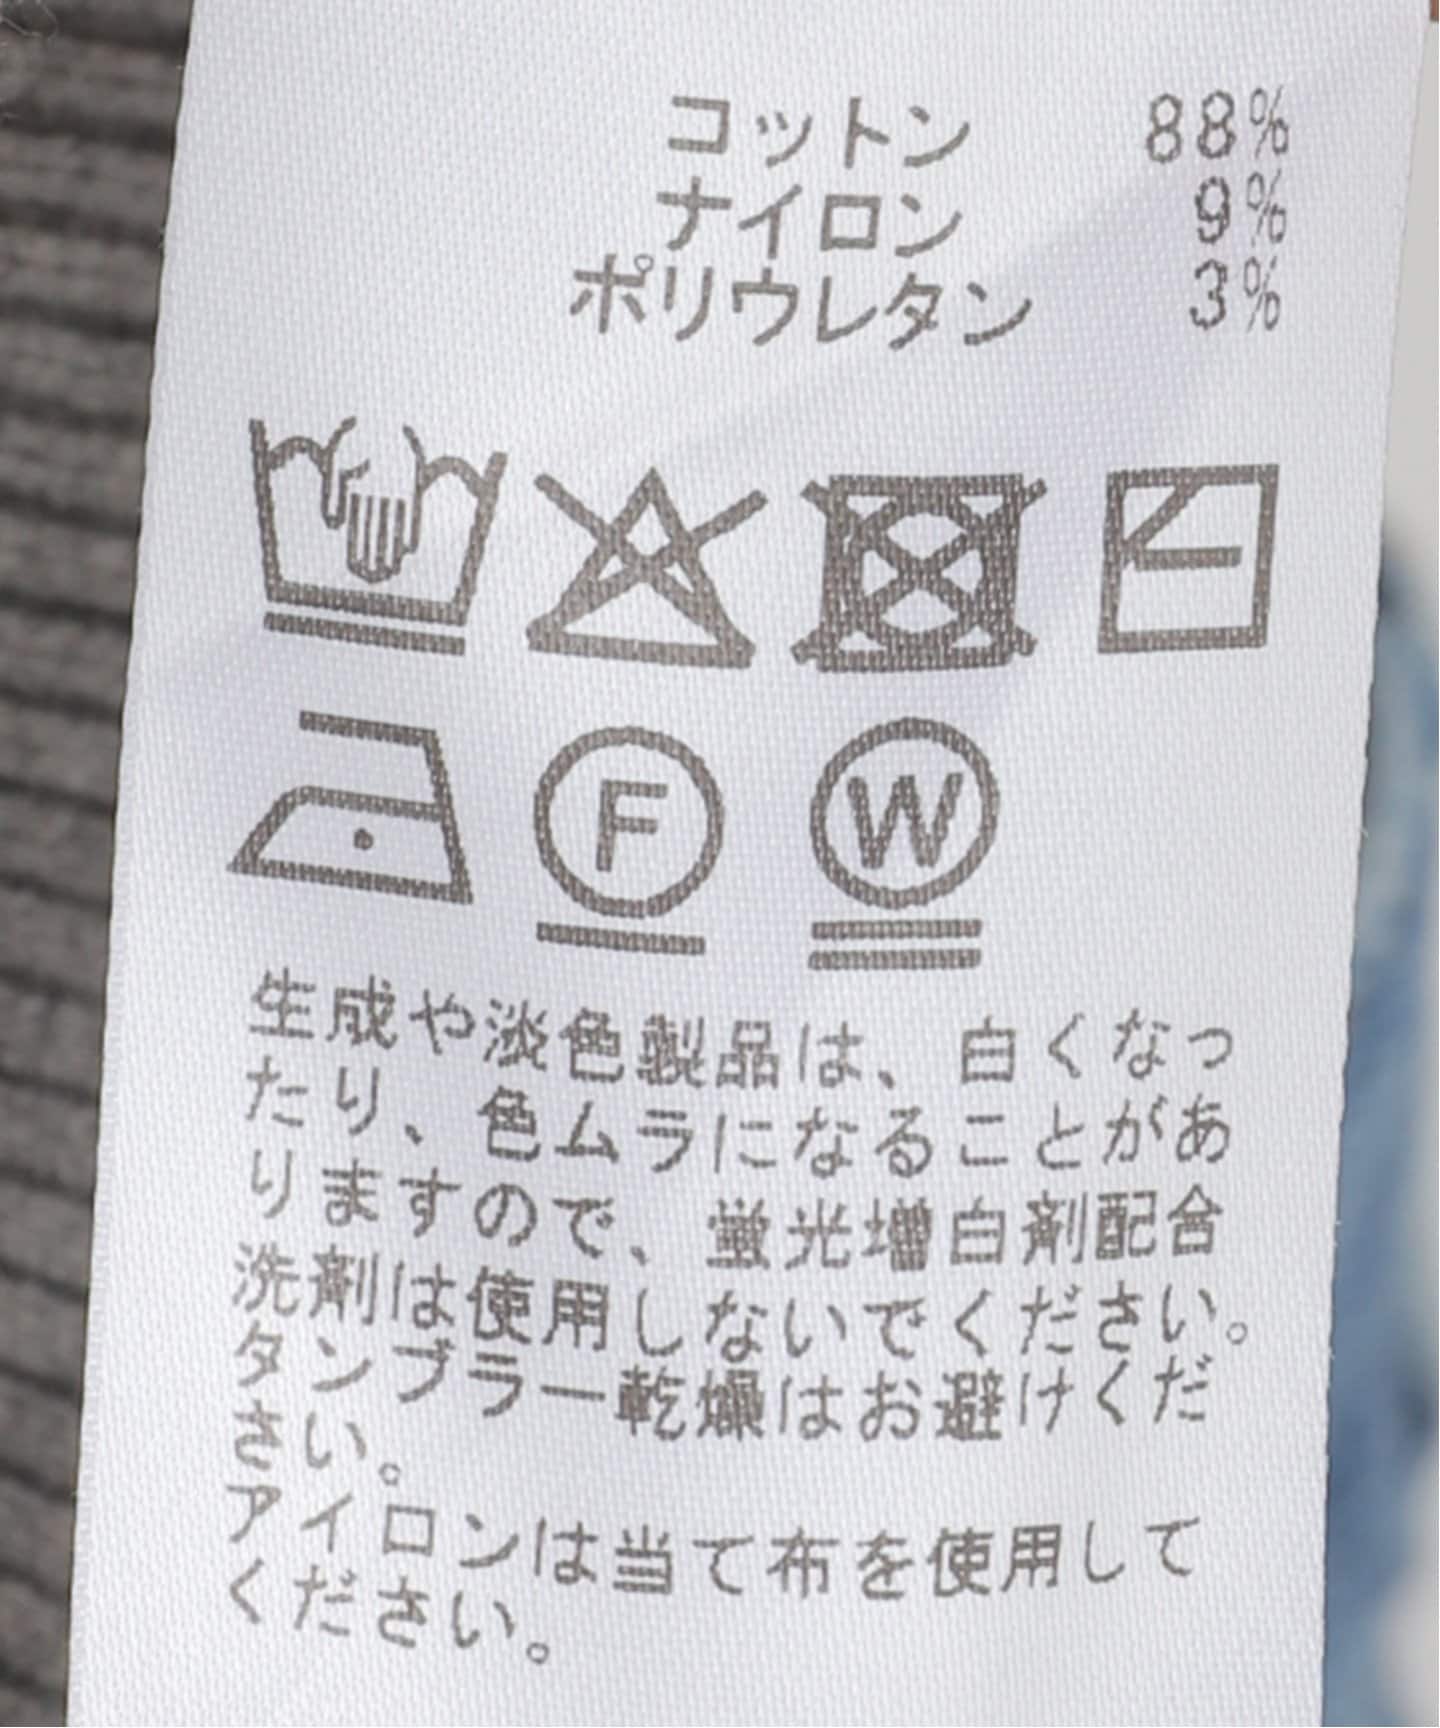 コットン 88%
ナイロン 9%
ポリウレタン 3%
F W
生成や淡色製品は、白くなっ
たり、色ムラになることがあ
りますので、蛍光増白剤配合
洗剤は使用しないでください。
タンブラー乾燥はお避けくだ
さい。
アイロンは当て布を使用して
ください。